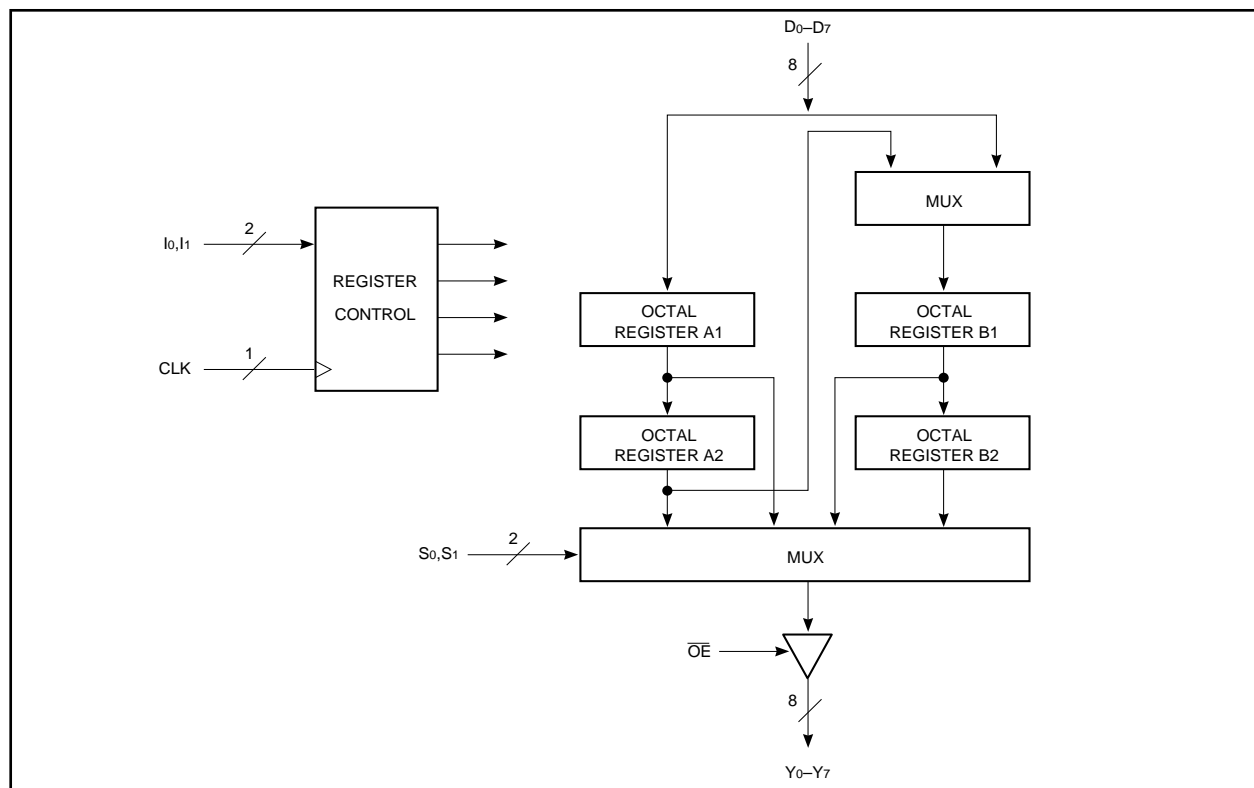 D0–D7
8
MUX
I0,I1
2
REGISTER
CONTROL
CLK
1
OCTAL
REGISTER A1
OCTAL
REGISTER B1
OCTAL
REGISTER A2
OCTAL
REGISTER B2
S0,S1
2
MUX
OE
8
Y0–Y7